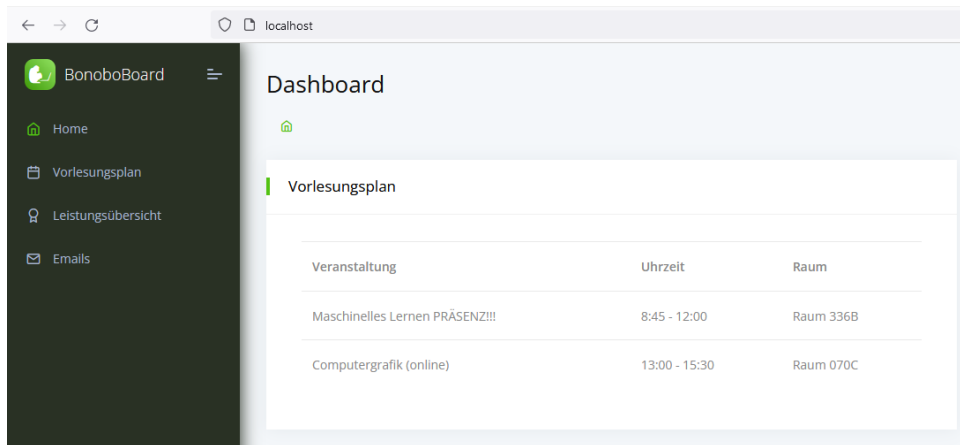 localhost
BonoboBoard
Home
Vorlesungsplan
Leistungsübersicht
Emails
Dashboard
Vorlesungsplan
Veranstaltung Uhrzeit Raum
Maschinelles Lernen PRÄSENZ!!! 8:45 - 12:00 Raum 336B
Computergrafik (online) 13:00 - 15:30 Raum 070C